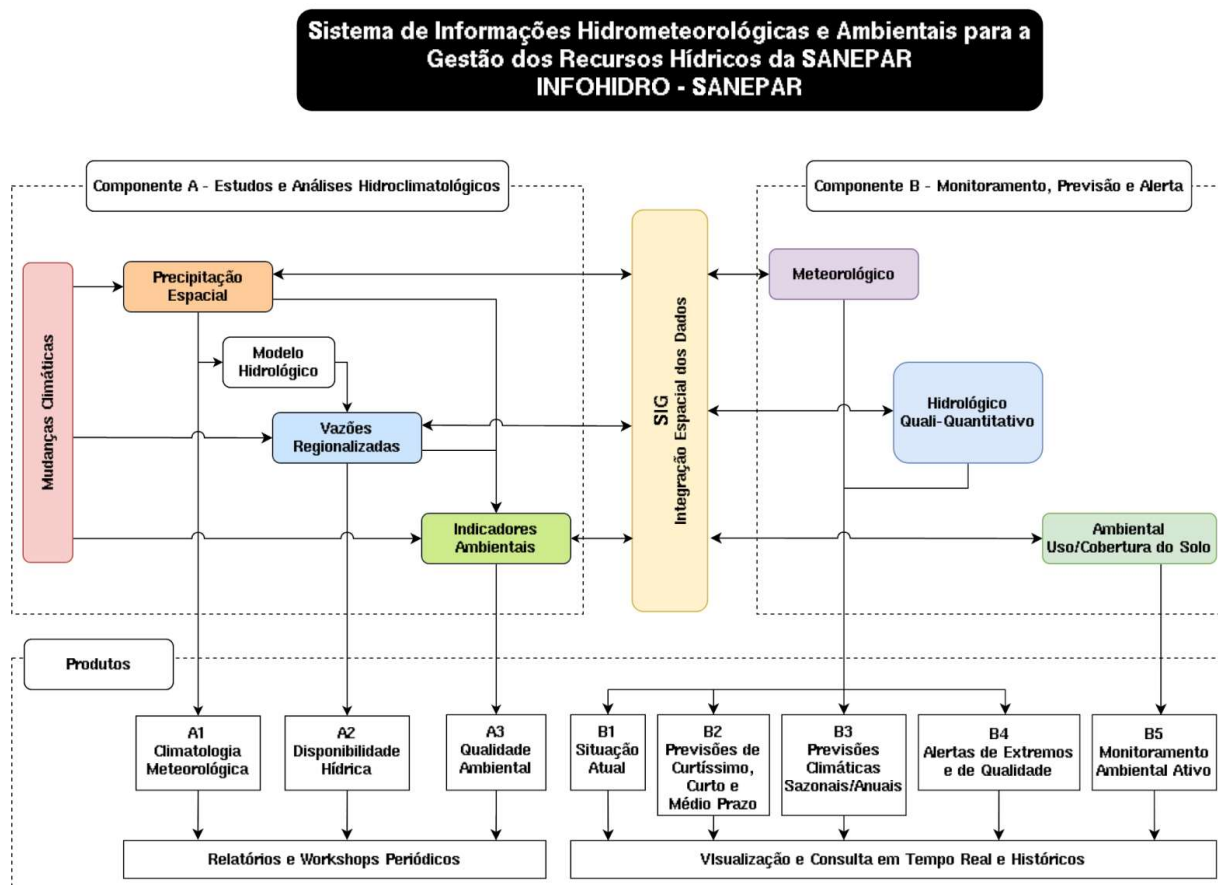 Sistema de Informações Hidrometeorológicas e Ambientais para a
Gestão dos Recursos Hídricos da SANEPAR
INFOHIDRO - SANEPAR
Componente A - Estudos e Análises Hidroclimatológicos
Componente B - Monitoramento, Previsão e Alerta
Mudanças Climáticas
Precipitação
Espacial
Modelo
Hidrológico
Vazões
Regionalizadas
Indicadores
Ambientais
SIG
Integração Espacial dos Dados
Meteorológico
Hidrológico
Quali-Quantitativo
Ambiental
Uso/Cobertura do Solo
Produtos
A1
Climatologia
Meteorológica
A2
Disponibilidade
Hídrica
A3
Qualidade
Ambiental
B1
Situação
Atual
B2
Previsões de
Curtíssimo,
Curto e
Médio Prazo
B3
Previsões
Climáticas
Sazonais/Anuais
B4
Alertas de Extremos
e de Qualidade
B5
Monitoramento
Ambiental Ativo
Relatórios e Workshops Periódicos
VIsualização e Consulta em Tempo Real e Históricos